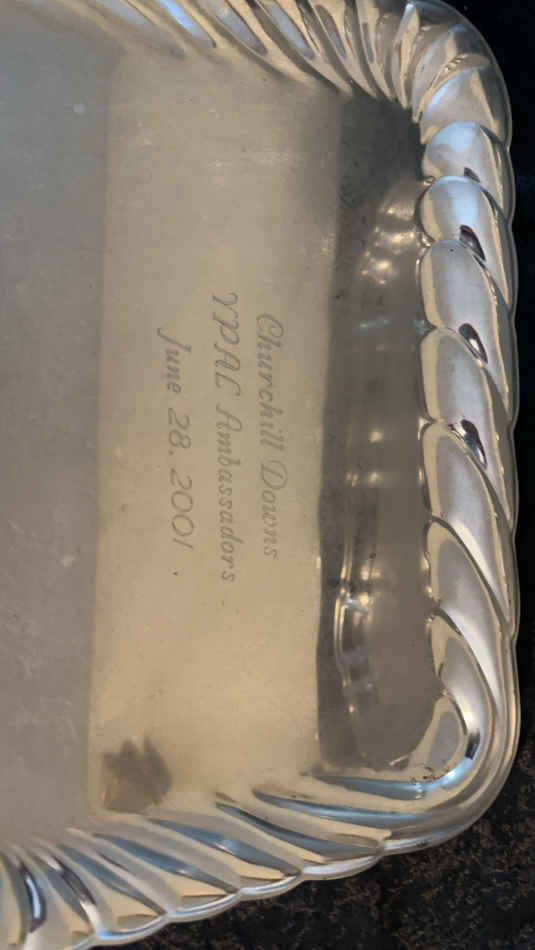 Churchill Downs
YPAC Ambassadors
June 28, 2001